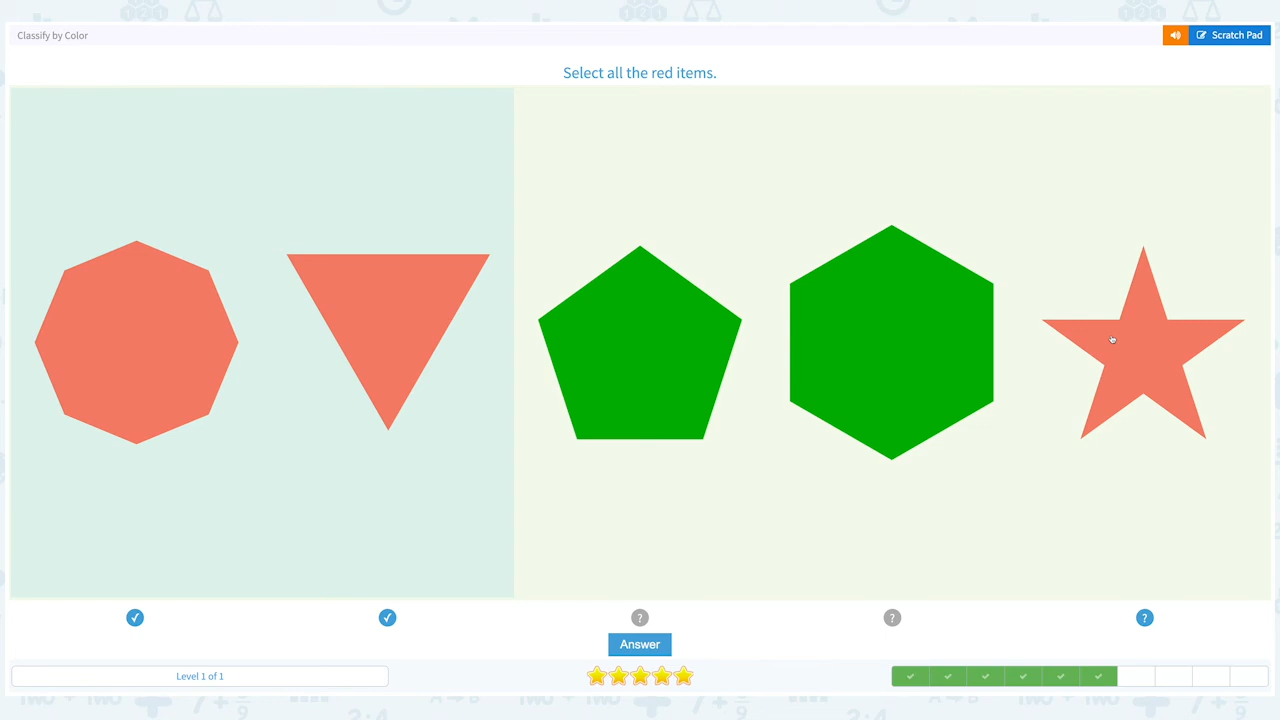 Classify by Color
Scratch Pad
Select all the red items.
? ? ?
Answer
Level 1 of 1